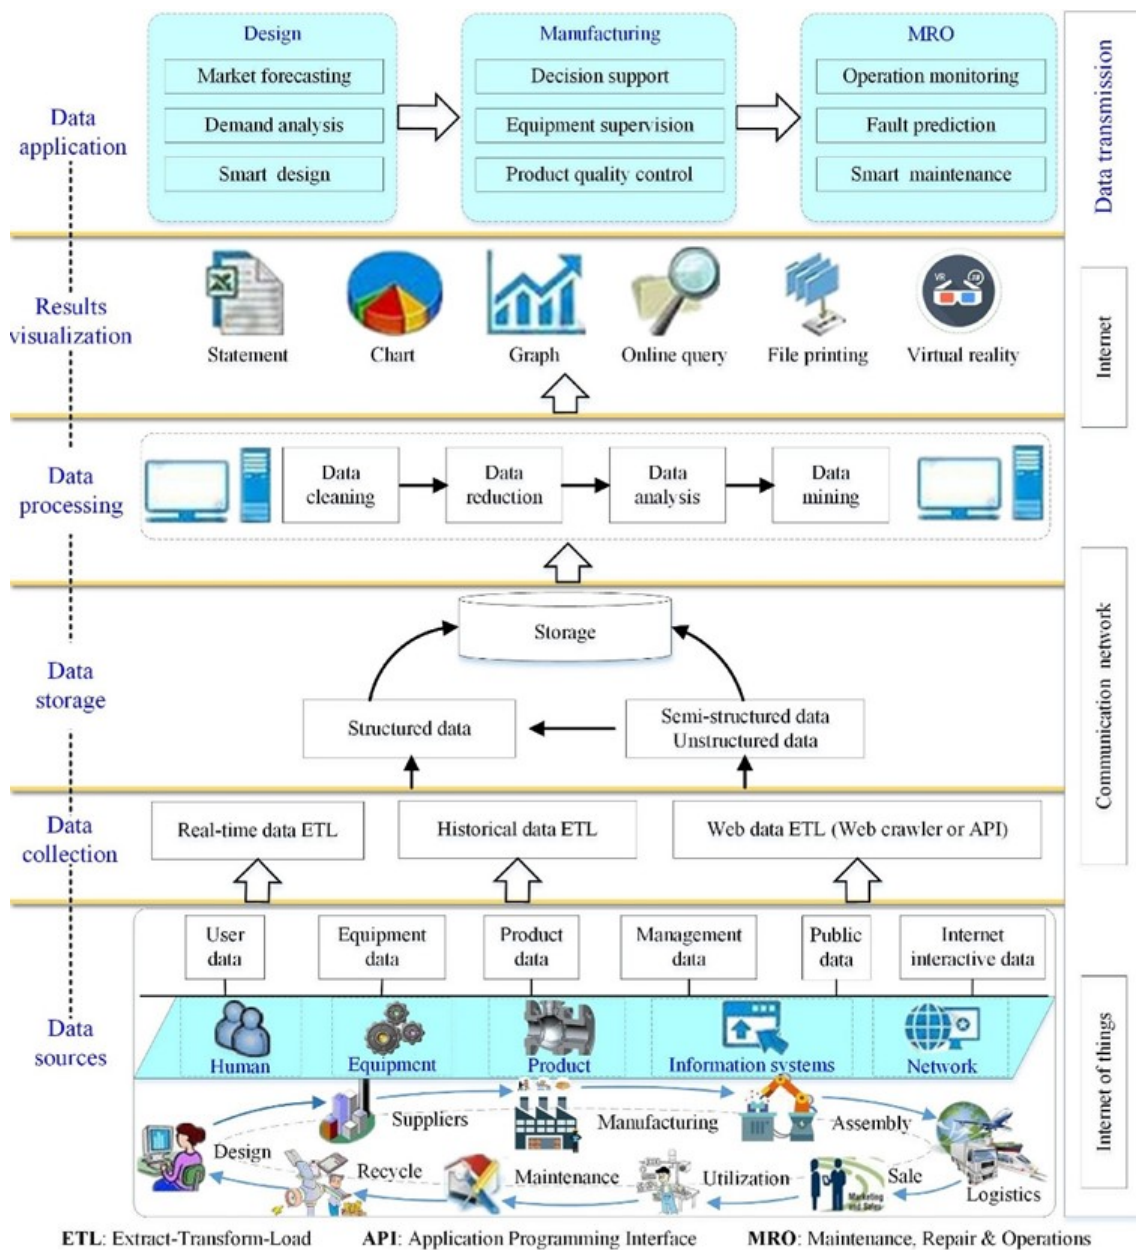 Design
Manufacturing
MRO
Market forecasting
Decision support
Operation monitoring
Data
application
Demand analysis
Equipment supervision
Fault prediction
Smart design
Product quality control
Smart maintenance
Data transmission
Results
visualization
Statement
Chart
Graph
Online query
File printing
VR
Virtual reality
Internet
Data
processing
Data
cleaning
Data
reduction
Data
analysis
Data
mining
Data
storage
Storage
Structured data
Semi-structured data
Unstructured data
Communication network
Data
collection
Real-time data ETL
Historical data ETL
Web data ETL (Web crawler or API)
Data
sources
User
data
Equipment
data
Product
data
Management
data
Public
data
Internet
interactive data
Human
Equipment
Product
Information systems
Network
Internet of things
Design
Suppliers
Manufacturing
Assembly
Logistics
Sale
Marketing
and Sales
Utilization
Maintenance
Recycle
ETL: Extract-Transform-Load
API: Application Programming Interface
MRO: Maintenance, Repair & Operations